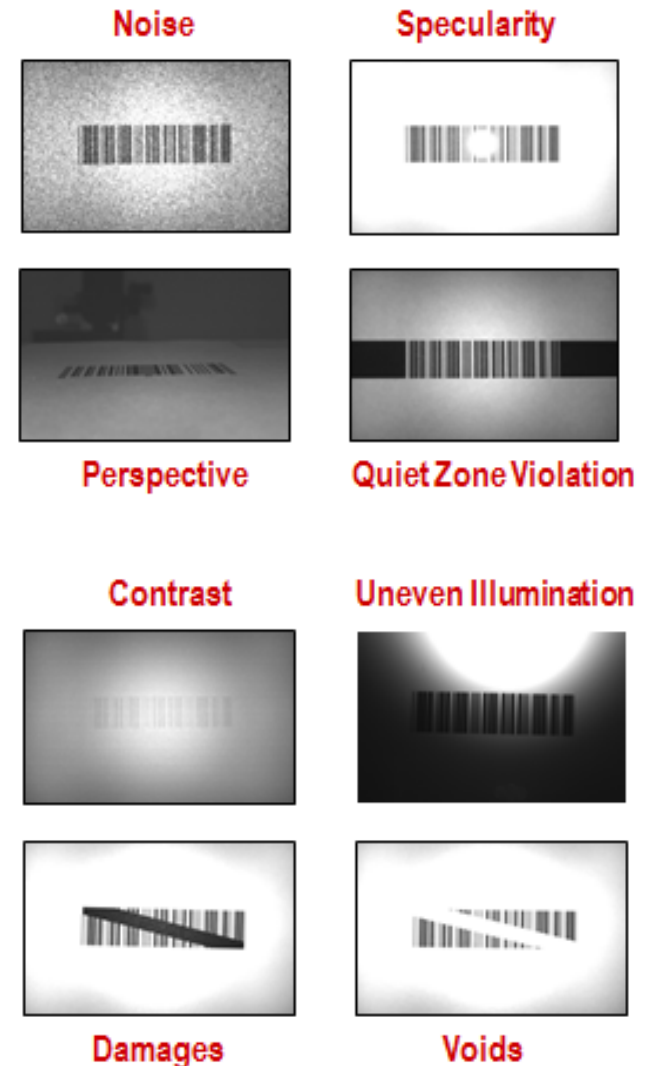 Noise
Specularity
Perspective
Quiet Zone Violation
Contrast
Uneven Illumination
Damages
Voids